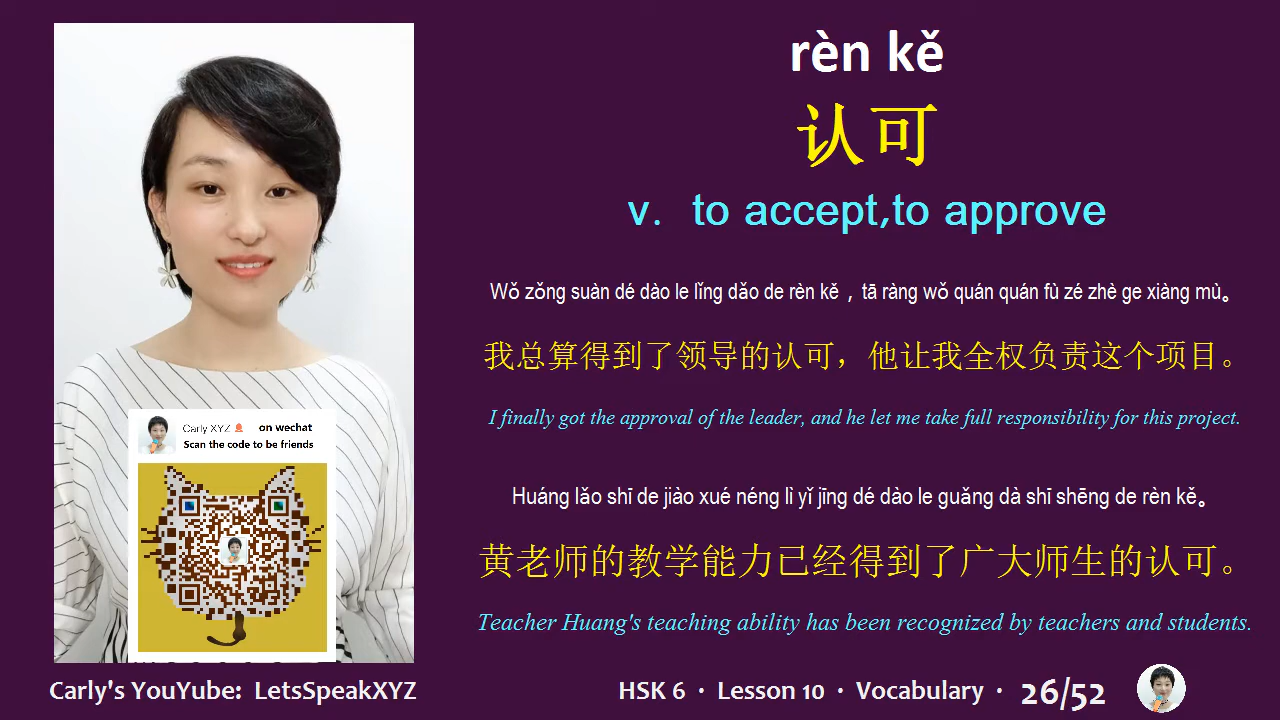 rèn kě
认可
v. to accept,to approve
Wǒ zǒng suàn dé dào le lǐng dǎo de rèn kě，tā ràng wǒ quán quán fù zé zhè ge xiàng mù。
我总算得到了领导的认可，他让我全权负责这个项目。
I finally got the approval of the leader, and he let me take full responsibility for this project.
Huáng lǎo shī de jiào xué néng lì yǐ jīng dé dào le guǎng dà shī shēng de rèn kě。
黄老师的教学能力已经得到了广大师生的认可。
Teacher Huang's teaching ability has been recognized by teachers and students.
Carly XYZ on wechat
Scan the code to be friends
Carly's YouYube: LetsSpeakXYZ
HSK 6 · Lesson 10 · Vocabulary · 26/52